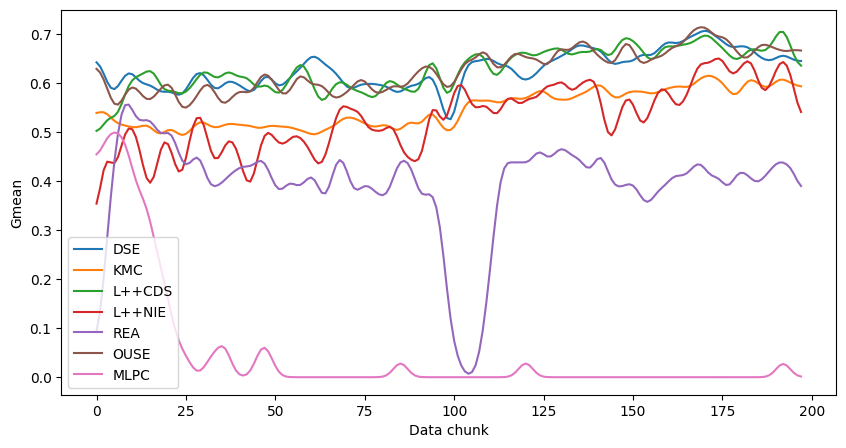 0.7
0.6
0.5
0.4
0.3
0.2
0.1
0.0
Gmean
DSE
KMC
L++CDS
L++NIE
REA
OUSE
MLPC
0 25 50 75 100 125 150 175 200
Data chunk